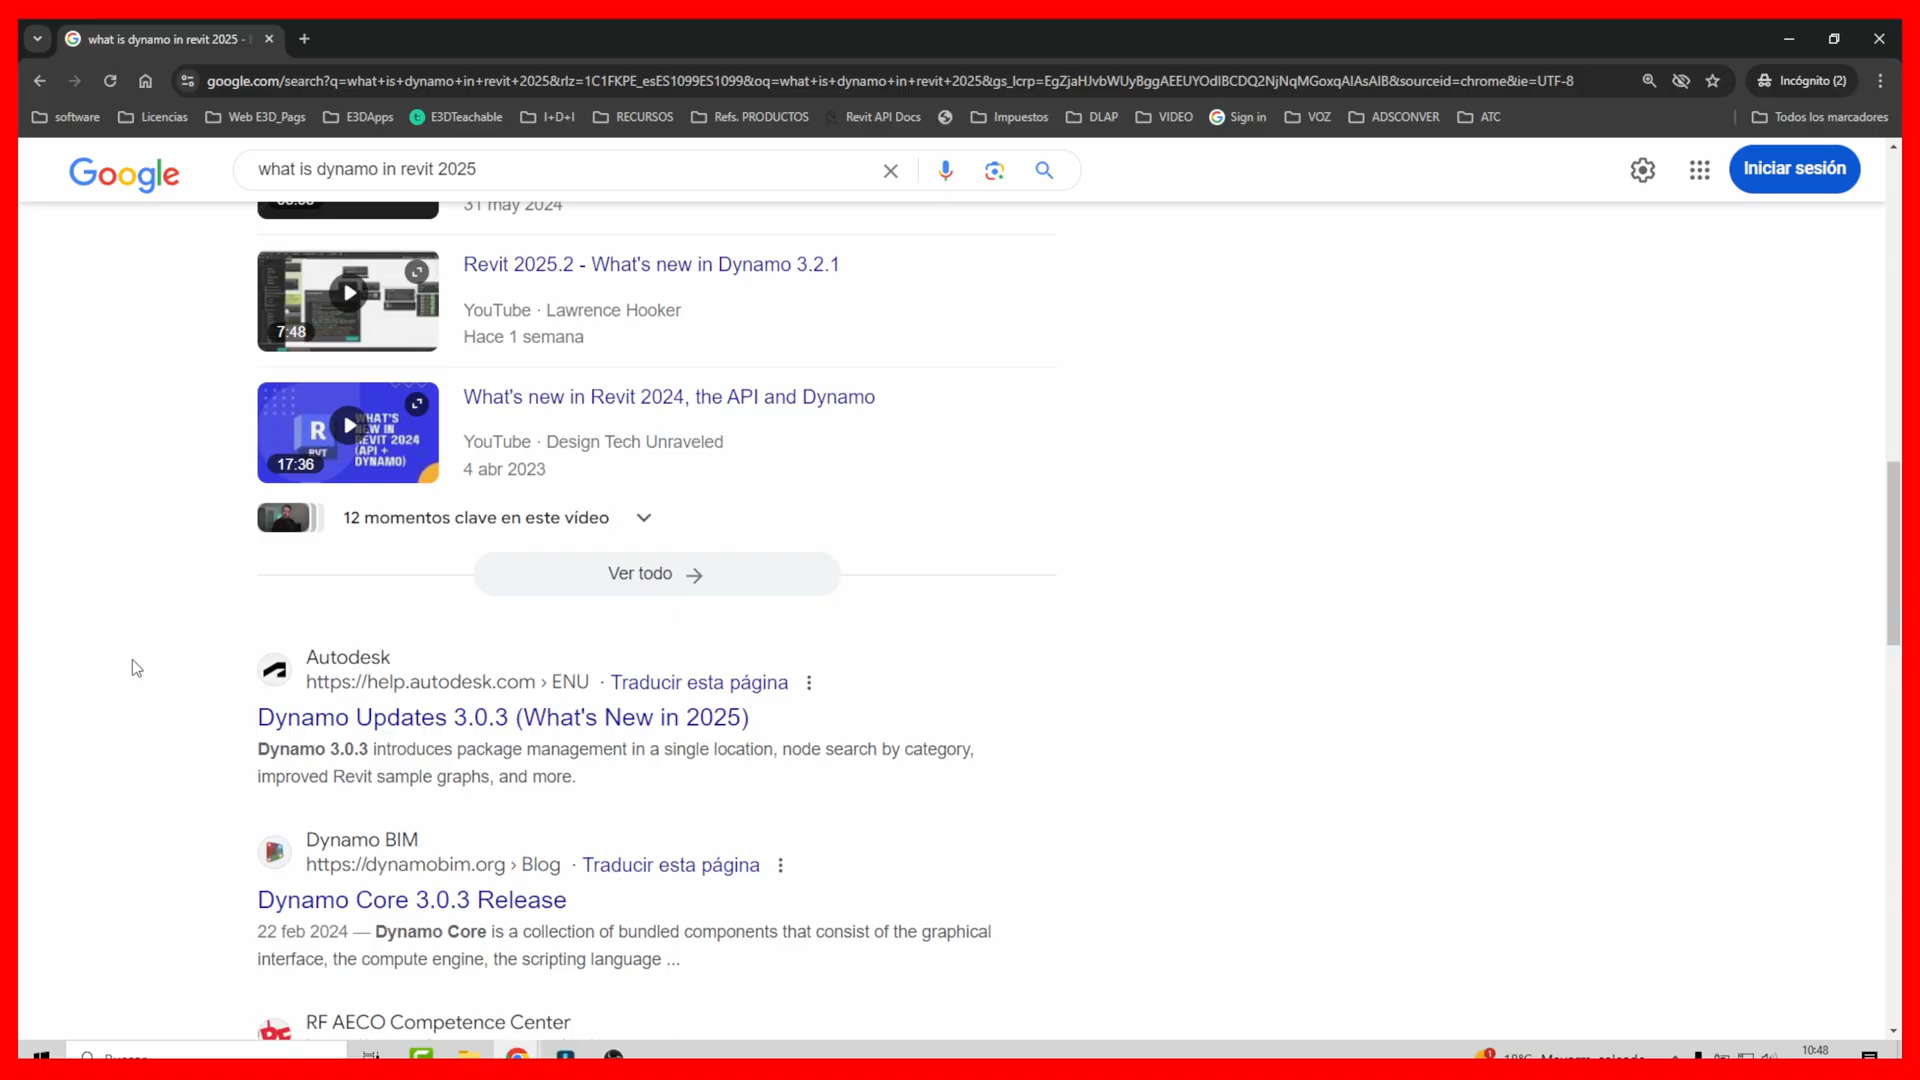 what is dynamo in revit 2025 -
google.com/search?q=what+is+dynamo+in+revit+2025&rlz=1C1FKPE_esES1099ES1099&oq=what+is+dynamo+in+revit+2025&gs_lcrp=EgZjaHJvbWUyBggAEEUYOdIBCDQ2NjNqMGoxqAIAsAIB&sourceid=chrome&ie=UTF-8
Incógnito (2)
software Licencias Web E3D_Pags E3DApps E3DTeachable I+D+I RECURSOS Refs. PRODUCTOS Revit API Docs Impuestos DLAP VIDEO Sign in VOZ ADSCONVER ATC Todos los marcadores
Google
what is dynamo in revit 2025
Iniciar sesión
31 may 2024
Revit 2025.2 - What's new in Dynamo 3.2.1
YouTube · Lawrence Hooker
Hace 1 semana
7:48
What's new in Revit 2024, the API and Dynamo
YouTube · Design Tech Unraveled
4 abr 2023
R
RVT
WHAT'S
NEW IN
REVIT 2024
(API +
DYNAMO)
17:36
12 momentos clave en este vídeo
Ver todo
Autodesk
https://help.autodesk.com › ENU · Traducir esta página
Dynamo Updates 3.0.3 (What's New in 2025)
Dynamo 3.0.3 introduces package management in a single location, node search by category,
improved Revit sample graphs, and more.
Dynamo BIM
https://dynamobim.org › Blog · Traducir esta página
Dynamo Core 3.0.3 Release
22 feb 2024 — Dynamo Core is a collection of bundled components that consist of the graphical
interface, the compute engine, the scripting language ...
RF AECO Competence Center
10:48